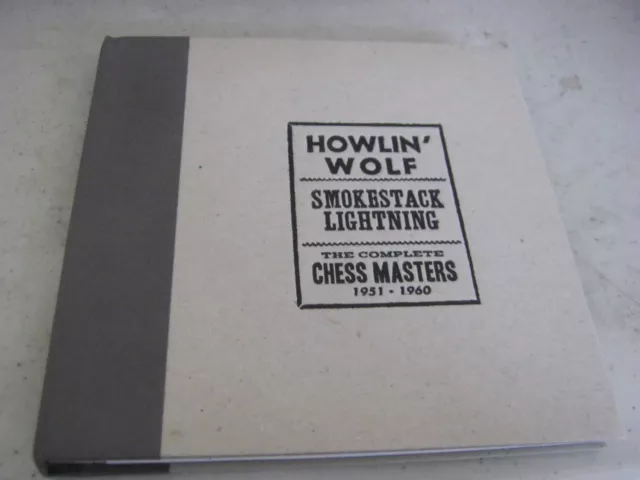 HOWLIN'
WOLF
SMOKESTACK
LIGHTNING
THE COMPLETE
CHESS MASTERS
1951 - 1960